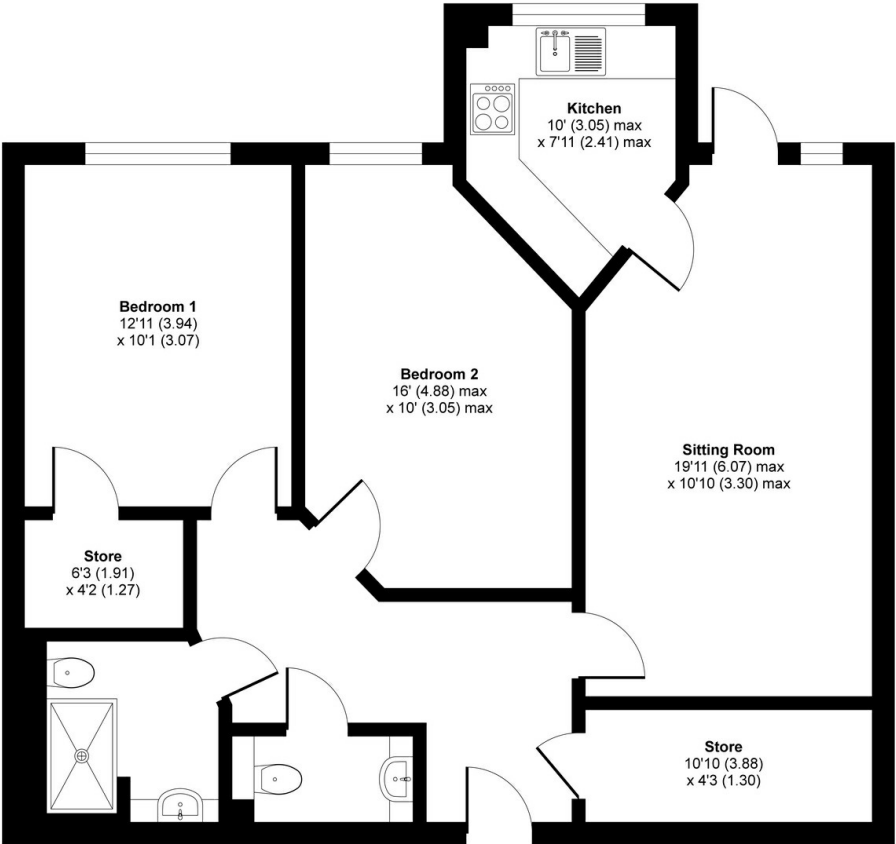 Kitchen
10' (3.05) max
x 7'11 (2.41) max
Bedroom 1
12'11 (3.94)
x 10'1 (3.07)
Bedroom 2
16' (4.88) max
x 10' (3.05) max
Sitting Room
19'11 (6.07) max
x 10'10 (3.30) max
Store
6'3 (1.91)
x 4'2 (1.27)
Store
10'10 (3.88)
x 4'3 (1.30)